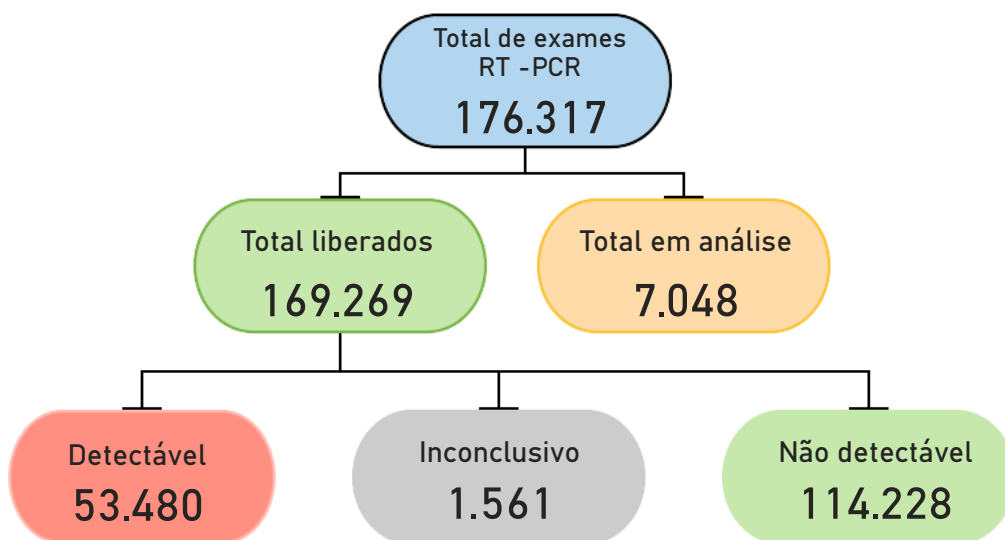 Total de exames
RT -PCR
176.317
Total liberados
169.269
Total em análise
7.048
Detectável
53.480
Inconclusivo
1.561
Não detectável
114.228